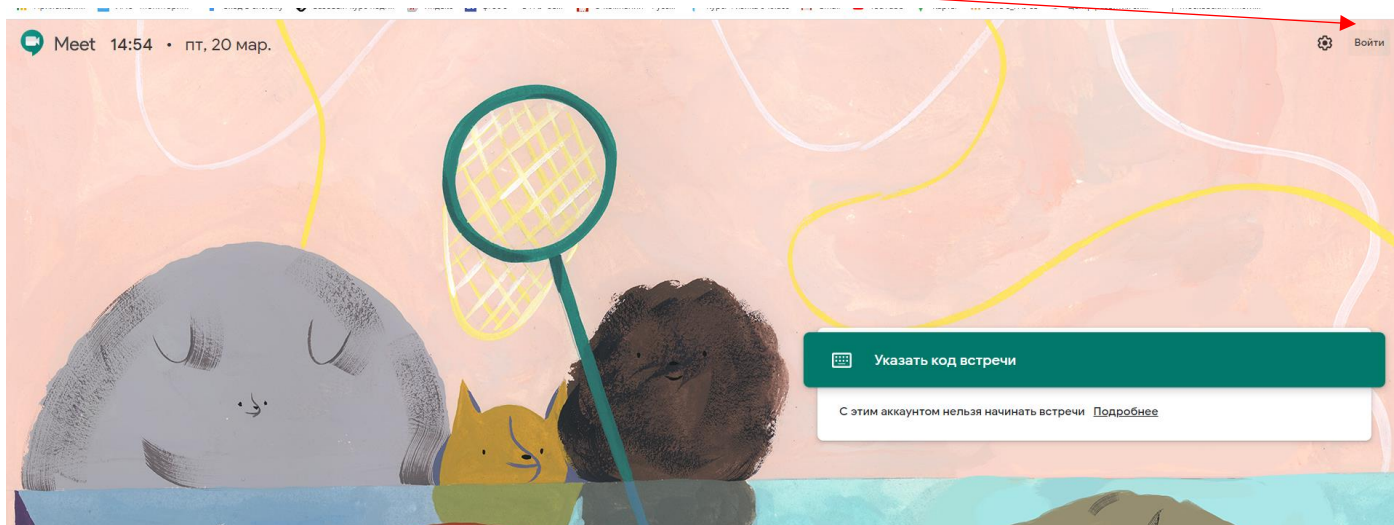 Meet 14:54 • пт, 20 мар.
Войти
Указать код встречи
С этим аккаунтом нельзя начинать встречи Подробнее